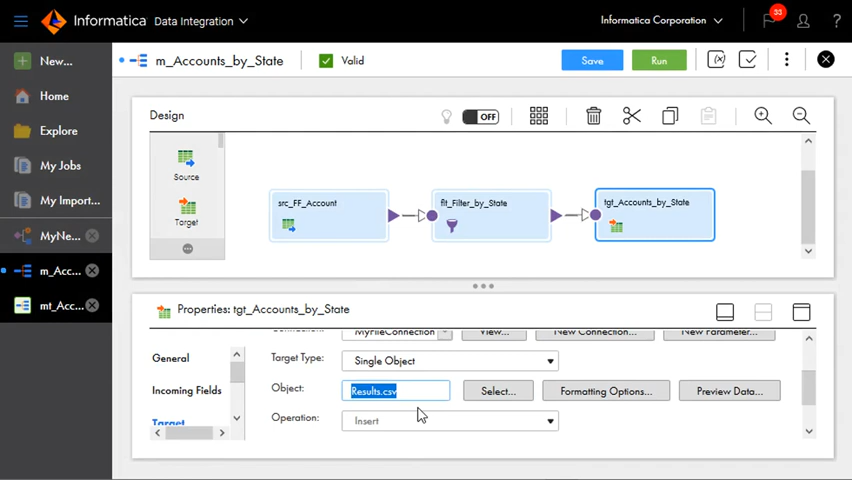 Informatica Data Integration Informatica Corporation 33
New... m_Accounts_by_State Valid Save Run
Home
Explore
My Jobs
My Import...
MyNe...
m_Acc...
mt_Acc...
Design OFF
Source
Target
src_FF_Account
flt_Filter_by_State
tgt_Accounts_by_State
Properties: tgt_Accounts_by_State
General
Incoming Fields
Target
Connection: MyFileConnection View... New Connection... New Parameter...
Target Type: Single Object
Object: Results.csv Select... Formatting Options... Preview Data...
Operation: Insert